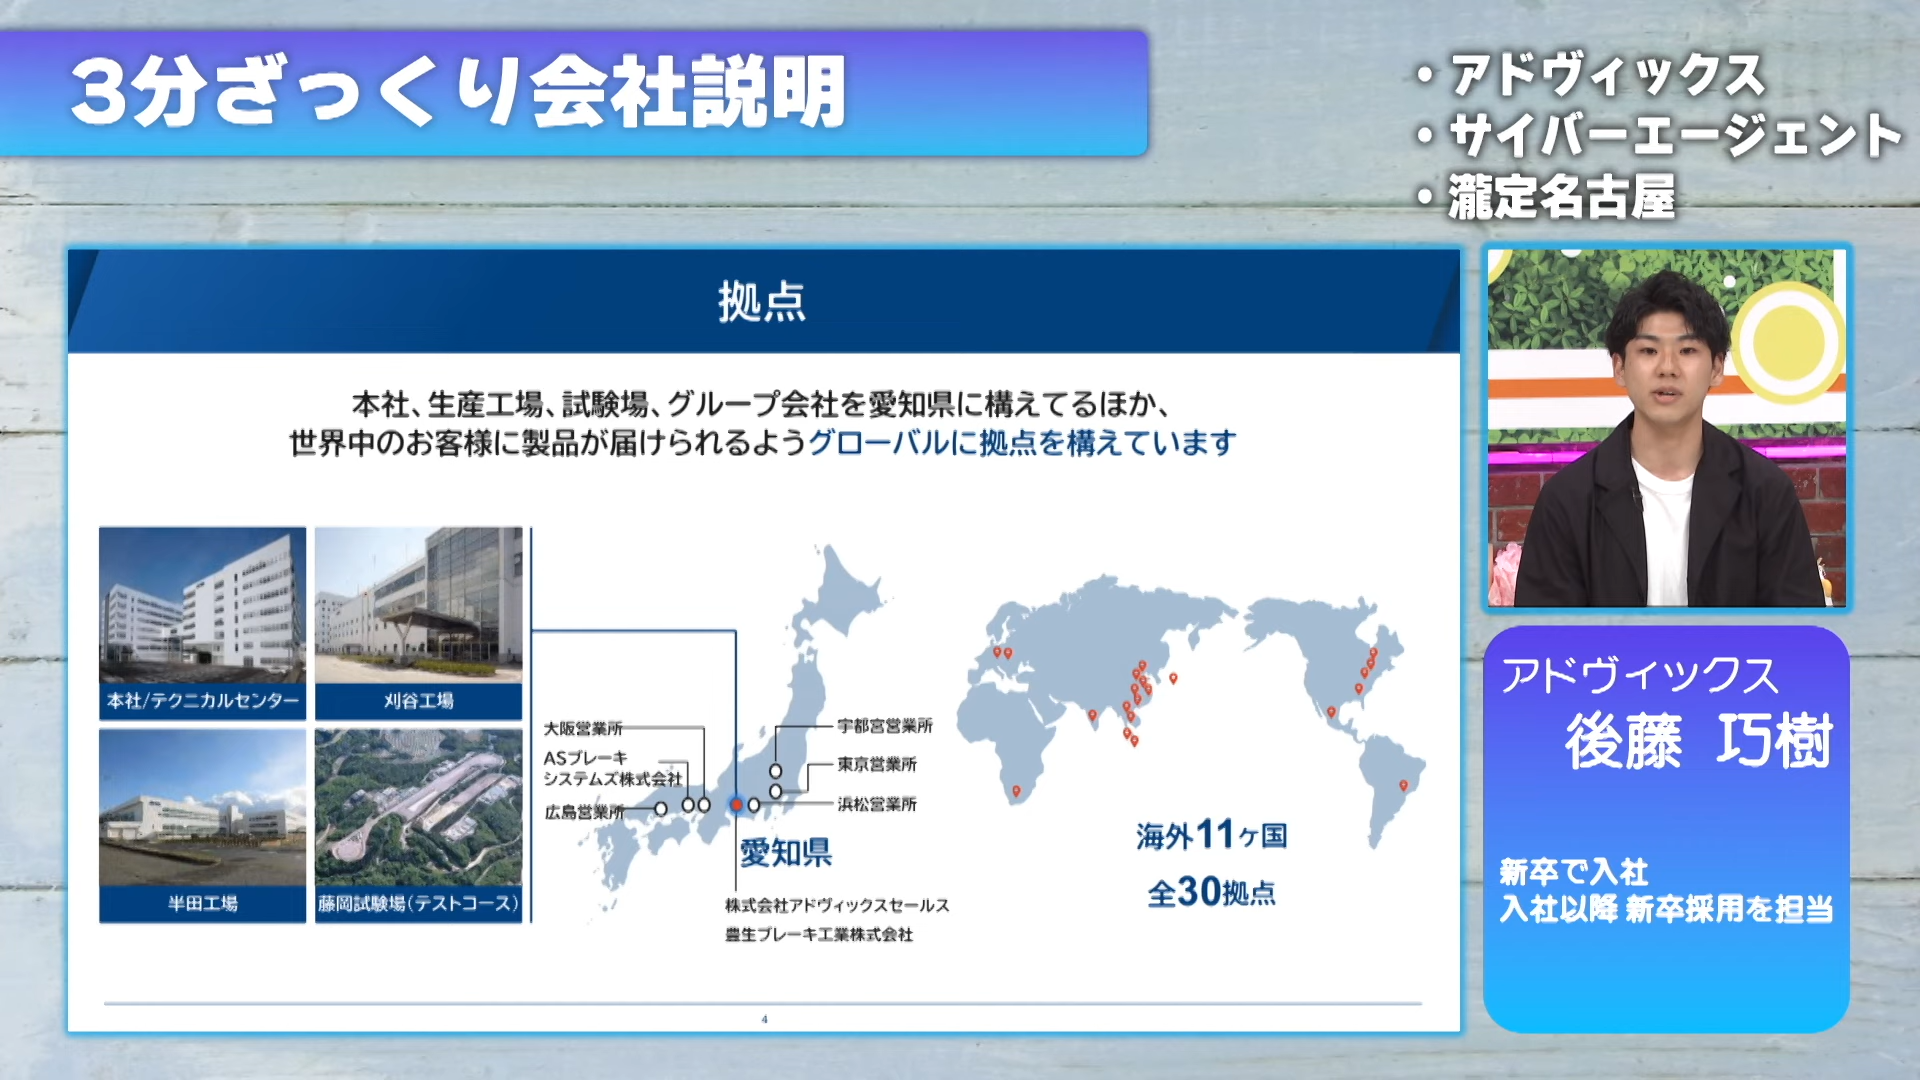 3分ざっくり会社説明
・アドヴィックス
・サイバーエージェント
・瀧定名古屋
拠点
本社、生産工場、試験場、グループ会社を愛知県に構えてるほか、
世界中のお客様に製品が届けられるようグローバルに拠点を構えています
本社/テクニカルセンター
刈谷工場
半田工場
藤岡試験場(テストコース)
大阪営業所
ASブレーキ
システムズ株式会社
広島営業所
宇都宮営業所
東京営業所
浜松営業所
愛知県
株式会社アドヴィックスセールス
豊生ブレーキ工業株式会社
海外11ヶ国
全30拠点
4
アドヴィックス
後藤 巧樹
新卒で入社
入社以降 新卒採用を担当